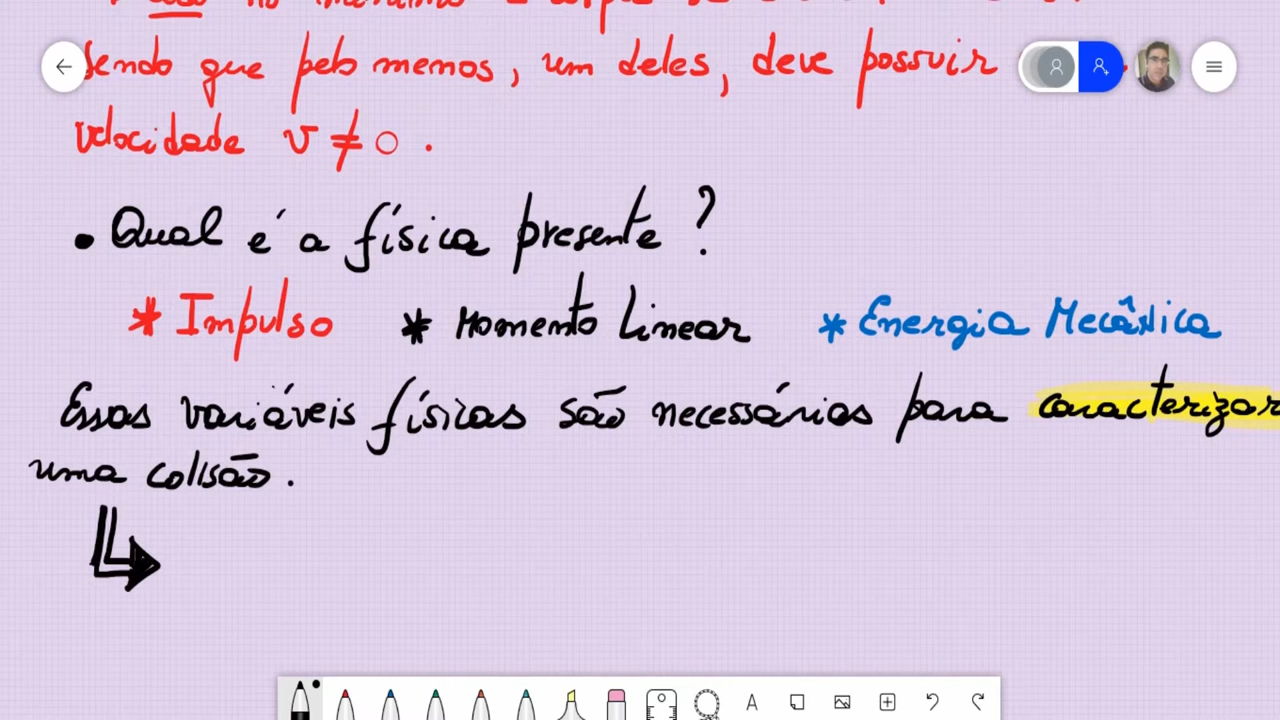 sendo que pelo menos, um deles, deve possuir
velocidade v ≠ 0.
• Qual é a física presente?
* Impulso * Momento Linear * Energia Mecânica
Essas variáveis físicas são necessárias para caracterizar
uma colisão.
A